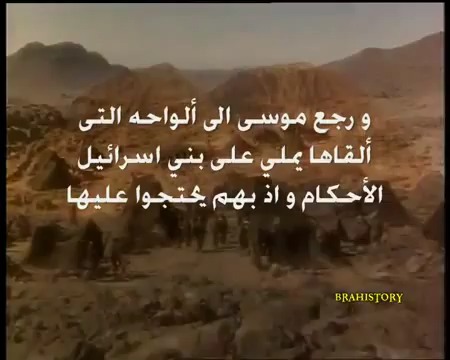 و رجع موسى الى ألواحه التى
ألقاها يملي على بني اسرائيل
الأحكام و اذ بهم يحتجوا عليها
BRAHISTORY